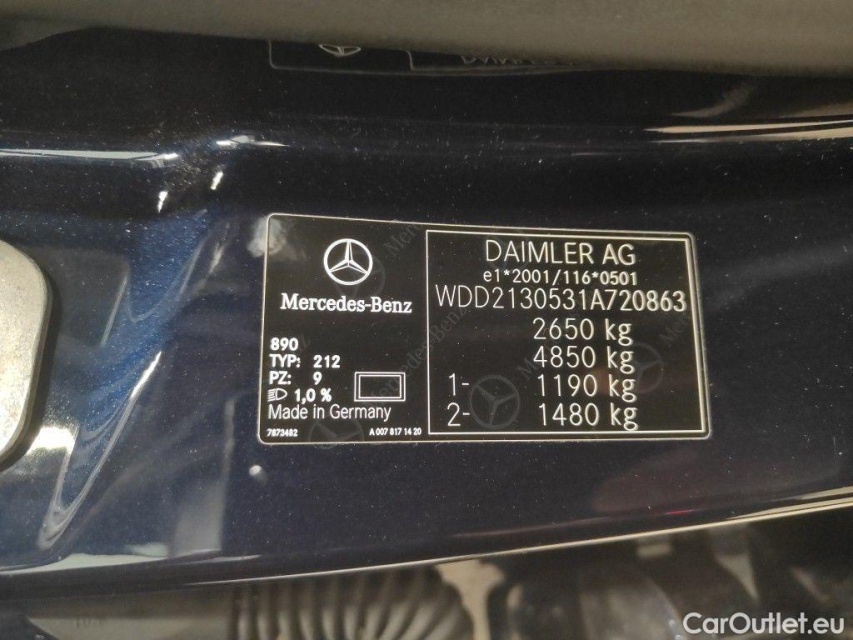 Mercedes-Benz
890
TYP: 212
PZ: 9
1,0 %
Made in Germany
7873482 A 007 817 14 20
DAIMLER AG
e1*2001/116*0501
WDD2130531A720863
2650 kg
4850 kg
1- 1190 kg
2- 1480 kg
CarOutlet.eu